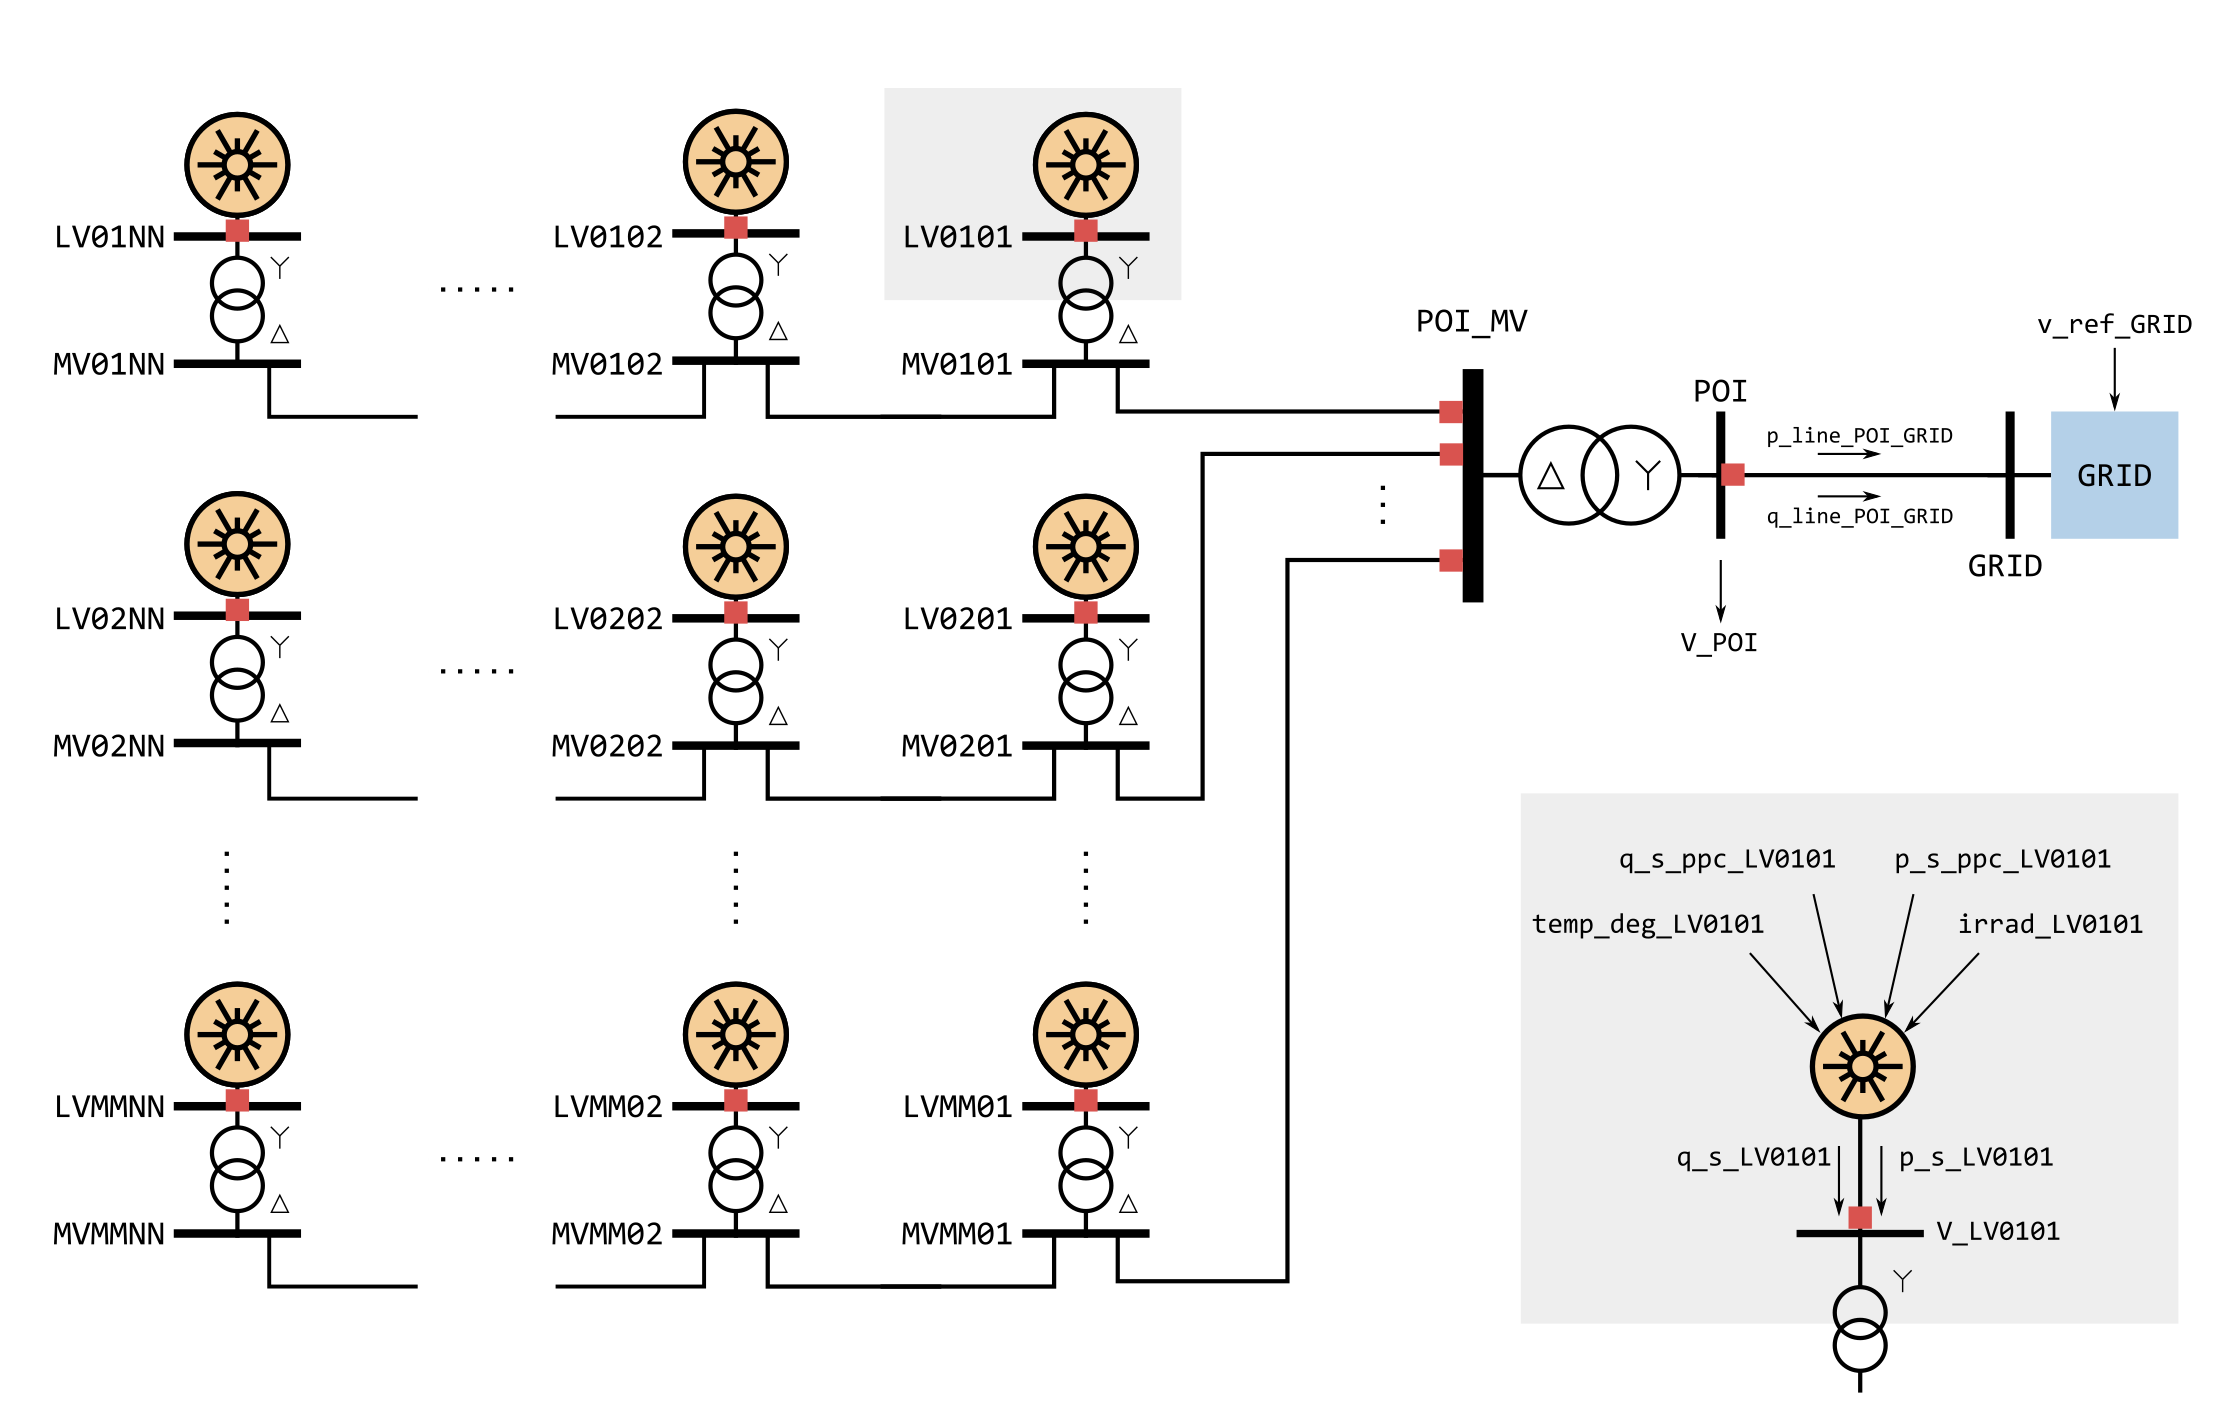 LV01NN
LV0102
LV0101
MV01NN
MV0102
MV0101
POI_MV
v_ref_GRID
POI
p_line_POI_GRID
GRID
q_line_POI_GRID
GRID
V_POI
LV02NN
LV0202
LV0201
MV02NN
MV0202
MV0201
q_s_ppc_LV0101
p_s_ppc_LV0101
temp_deg_LV0101
irrad_LV0101
LVMMNN
LVMM02
LVMM01
q_s_LV0101
p_s_LV0101
MVMMNN
MVMM02
MVMM01
V_LV0101